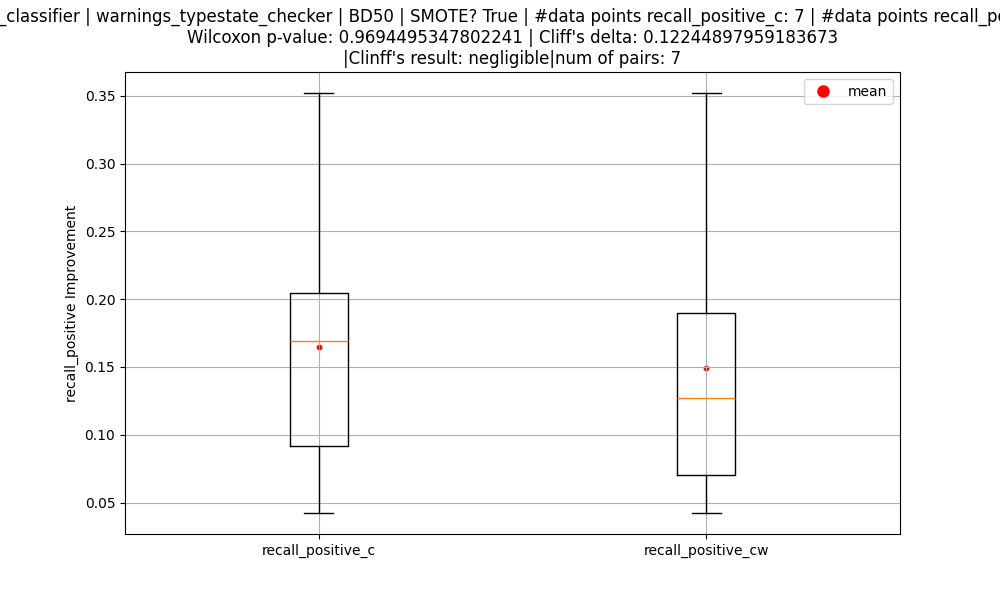 _classifier | warnings_typestate_checker | BD50 | SMOTE? True | #data points recall_positive_c: 7 | #data points recall_po
Wilcoxon p-value: 0.9694495347802241 | Cliff's delta: 0.12244897959183673
|Clinff's result: negligible|num of pairs: 7
mean
0.35
0.30
0.25
0.20
0.15
0.10
0.05
recall_positive Improvement
recall_positive_c
recall_positive_cw